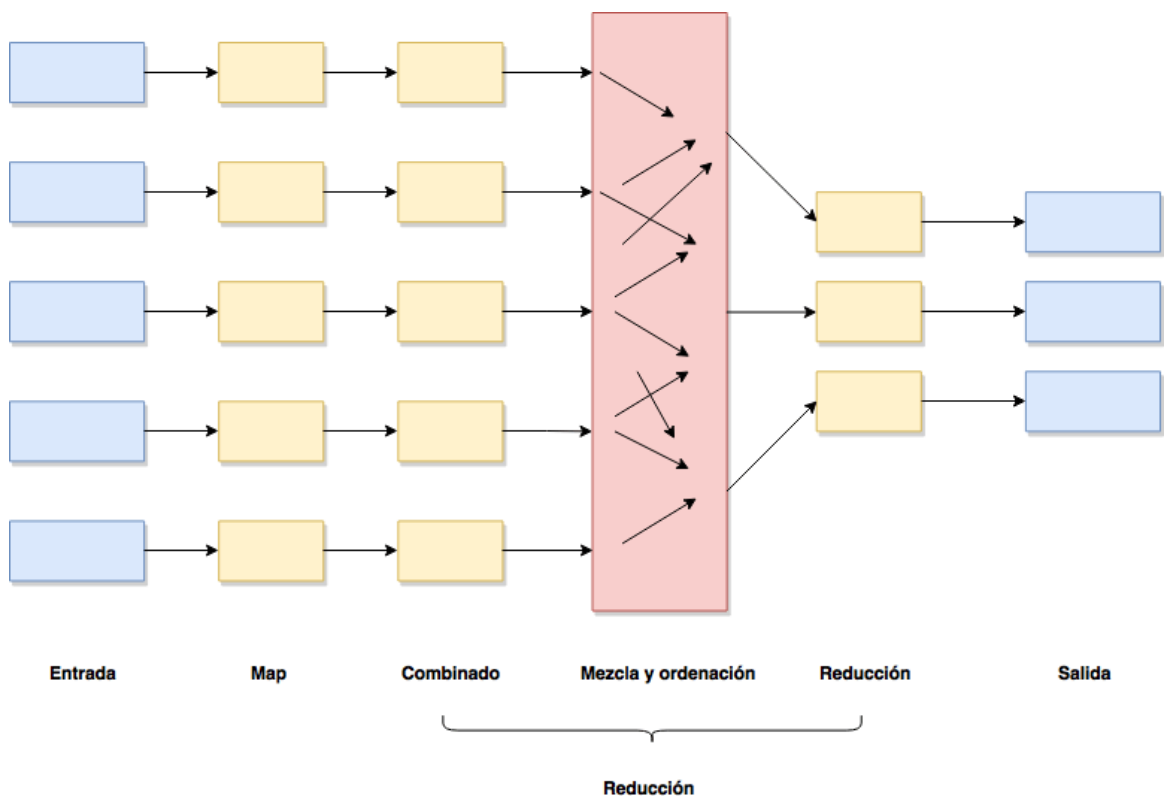 Entrada
Map
Combinado
Mezcla y ordenación
Reducción
Salida
Reducción